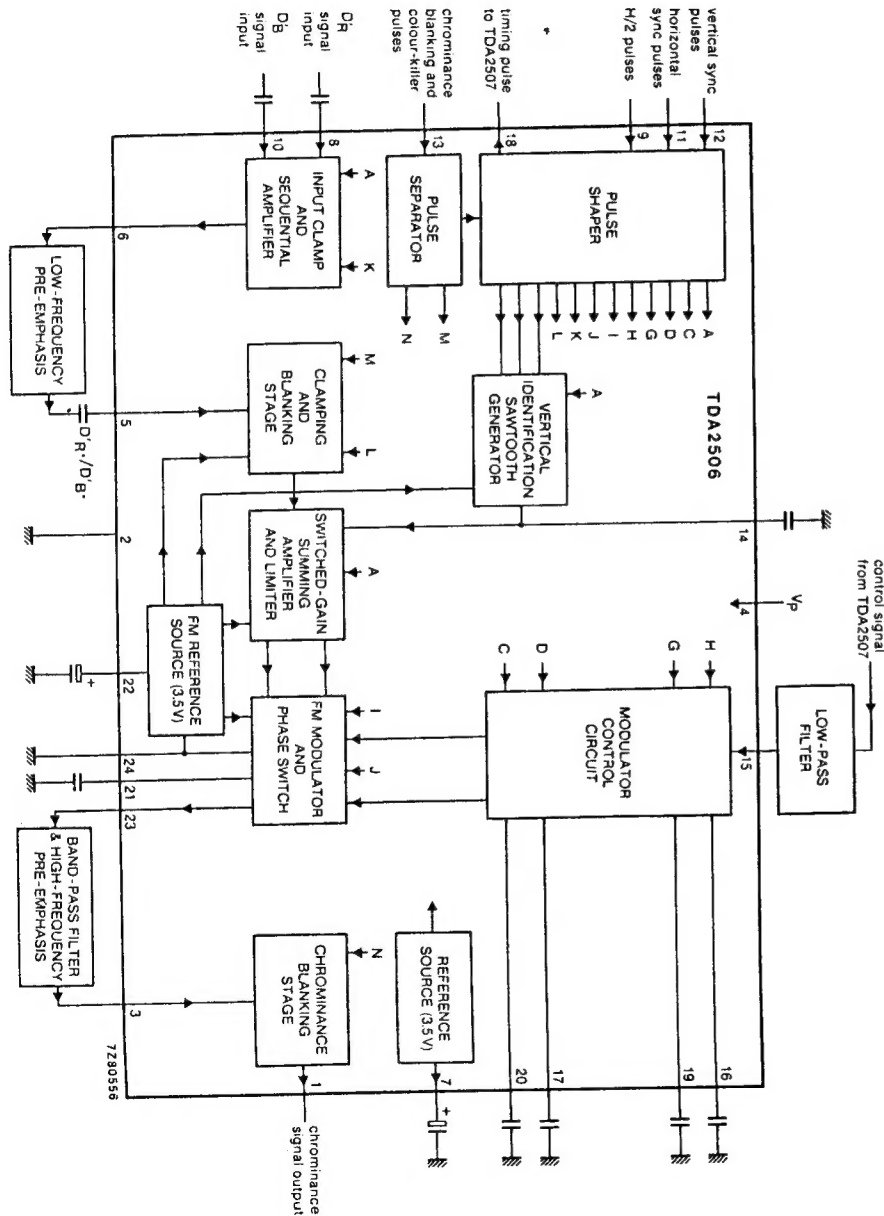 TDA2506
vertical sync
pulses
horizontal
sync pulses
H/2 pulses
timing pulse
to TDA2507
chrominance
blanking and
colour-killer
pulses
D'R
signal
input
D'B
signal
input
12
11
9
18
13
8
10
PULSE
SHAPER
A
C
D
G
H
I
J
K
L
PULSE
SEPARATOR
M
N
A
K
INPUT CLAMP
AND
SEQUENTIAL
AMPLIFIER
6
LOW-FREQUENCY
PRE-EMPHASIS
A
VERTICAL
IDENTIFICATION
SAWTOOTH
GENERATOR
M
L
CLAMPING
AND
BLANKING
STAGE
5
D'R*/D'B*
14
A
SWITCHED-GAIN
SUMMING
AMPLIFIER
AND LIMITER
2
VP
4
FM REFERENCE
SOURCE (3.5 V)
22
+
control signal
from TDA2507
LOW-PASS
FILTER
15
H
G
D
C
MODULATOR
CONTROL
CIRCUIT
I
J
FM MODULATOR
AND
PHASE SWITCH
24
21
23
BAND-PASS FILTER
& HIGH-FREQUENCY
PRE-EMPHASIS
16
19
17
20
REFERENCE
SOURCE (3.5 V)
7
+
N
CHROMINANCE
BLANKING
STAGE
3
1
chrominance
signal output
7Z80556